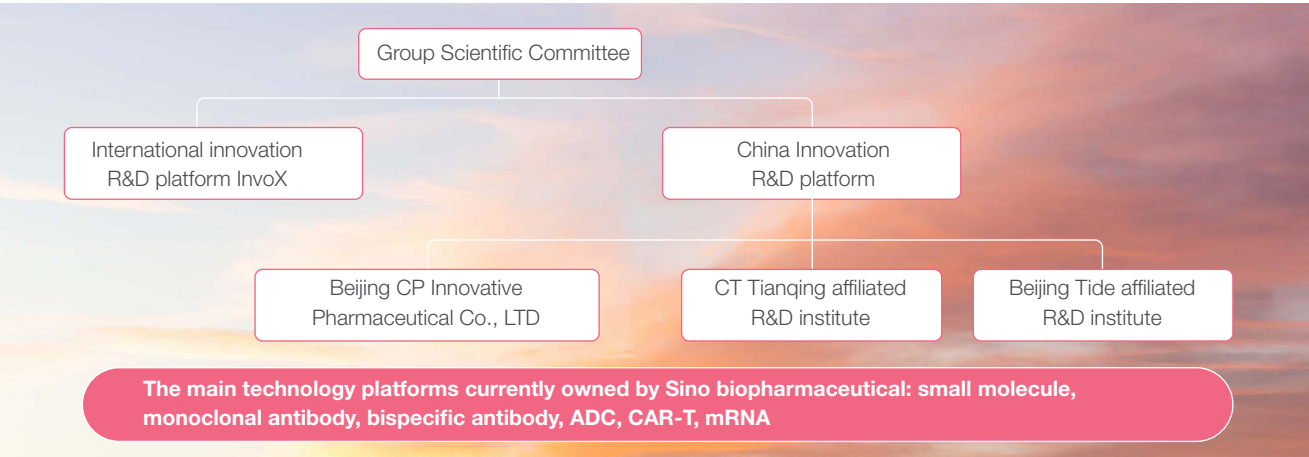 Group Scientific Committee
International innovation
R&D platform InvoX
China Innovation
R&D platform
Beijing CP Innovative
Pharmaceutical Co., LTD
CT Tianqing affiliated
R&D institute
Beijing Tide affiliated
R&D institute
The main technology platforms currently owned by Sino biopharmaceutical: small molecule,
monoclonal antibody, bispecific antibody, ADC, CAR-T, mRNA